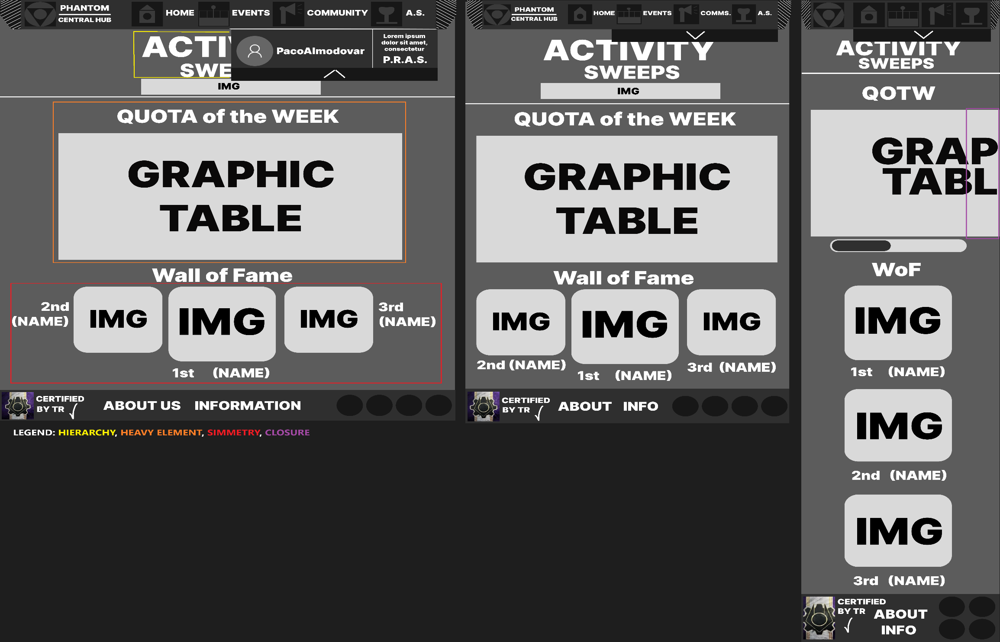 PHANTOM
CENTRAL HUB
HOME
EVENTS
COMMUNITY
A.S.
ACTI
SWE
PacoAlmodovar
Lorem ipsum
dolor sit amet,
consectetur
P.R.A.S.
IMG
QUOTA of the WEEK
GRAPHIC
TABLE
Wall of Fame
2nd
(NAME)
IMG
IMG
IMG
3rd
(NAME)
1st (NAME)
CERTIFIED
BY TR
ABOUT US
INFORMATION
LEGEND: HIERARCHY, HEAVY ELEMENT, SIMMETRY, CLOSURE
PHANTOM
CENTRAL HUB
HOME
EVENTS
COMMS.
A.S.
ACTIVITY
SWEEPS
IMG
QUOTA of the WEEK
GRAPHIC
TABLE
Wall of Fame
IMG
IMG
IMG
2nd (NAME)
1st (NAME)
3rd (NAME)
CERTIFIED
BY TR
ABOUT
INFO
ACTIVITY
SWEEPS
QOTW
GRAP
TABL
WoF
IMG
1st (NAME)
IMG
2nd (NAME)
IMG
3rd (NAME)
CERTIFIED
BY TR
ABOUT
INFO